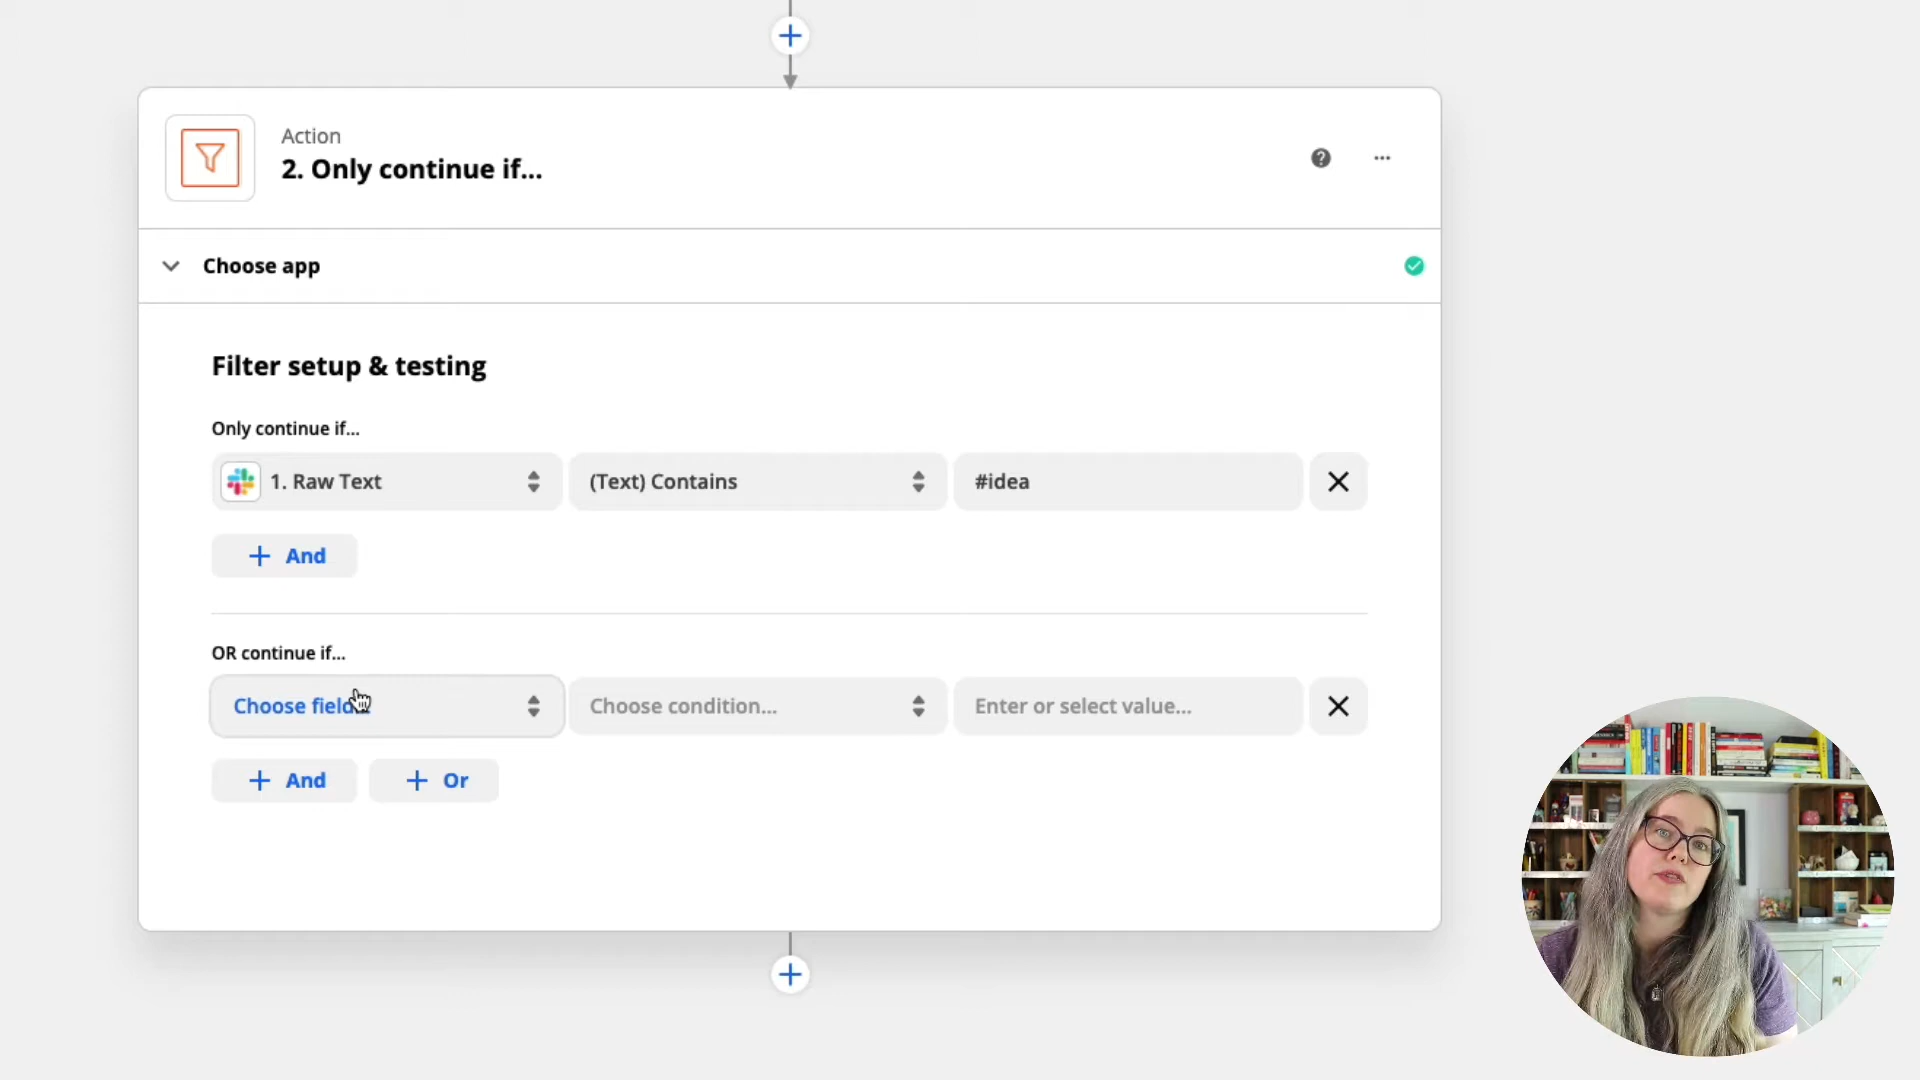 Action
2. Only continue if...
Choose app
Filter setup & testing
Only continue if...
1. Raw Text
(Text) Contains
#idea
+ And
OR continue if...
Choose field
Choose condition...
Enter or select value...
+ And
+ Or